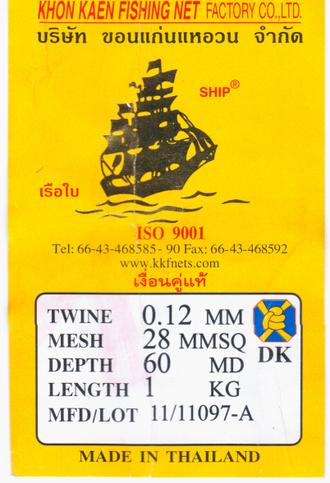 KHON KAEN FISHING NET FACTORY CO.,LTD.
บริษัท ขอนแก่นแหอวน จำกัด
SHIP®
เรือใบ
ISO 9001
Tel: 66-43-468585- 90 Fax: 66-43-468592
www.kkfnets.com
เงื่อนคู่แท้
TWINE 0.12 MM
MESH 28 MMSQ
DEPTH 60 MD
DK
LENGTH 1 KG
MFD/LOT 11/11097-A
MADE IN THAILAND